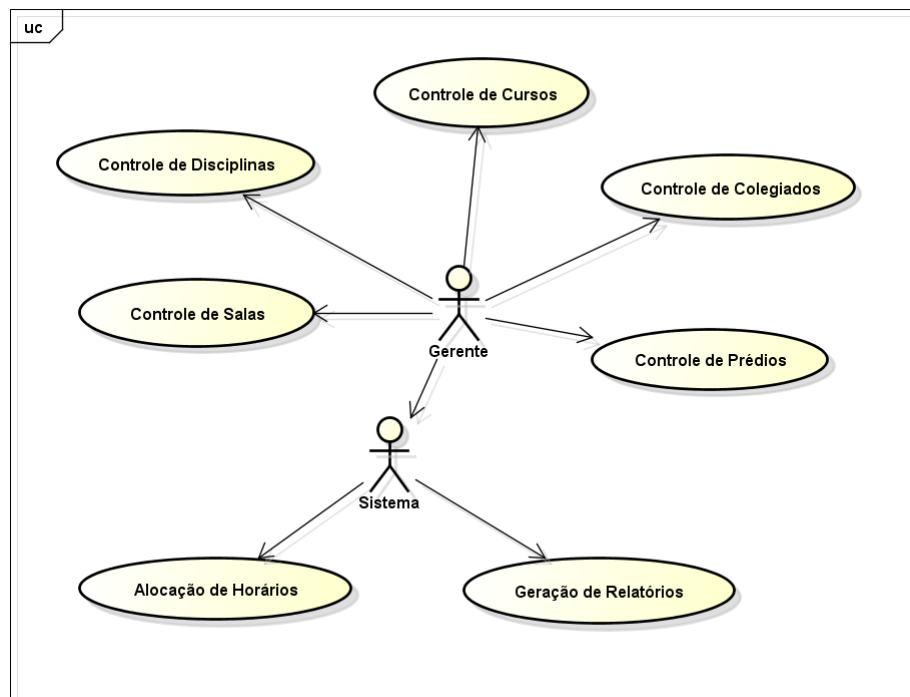 uc
Controle de Cursos
Controle de Disciplinas
Controle de Colegiados
Controle de Salas
Gerente
Controle de Prédios
Sistema
Alocação de Horários
Geração de Relatórios